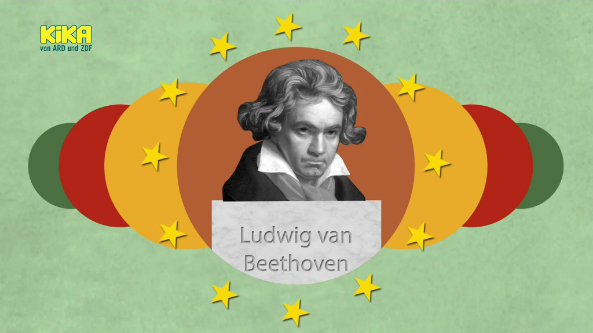 KiKA
von ARD und ZDF
Ludwig van
Beethoven